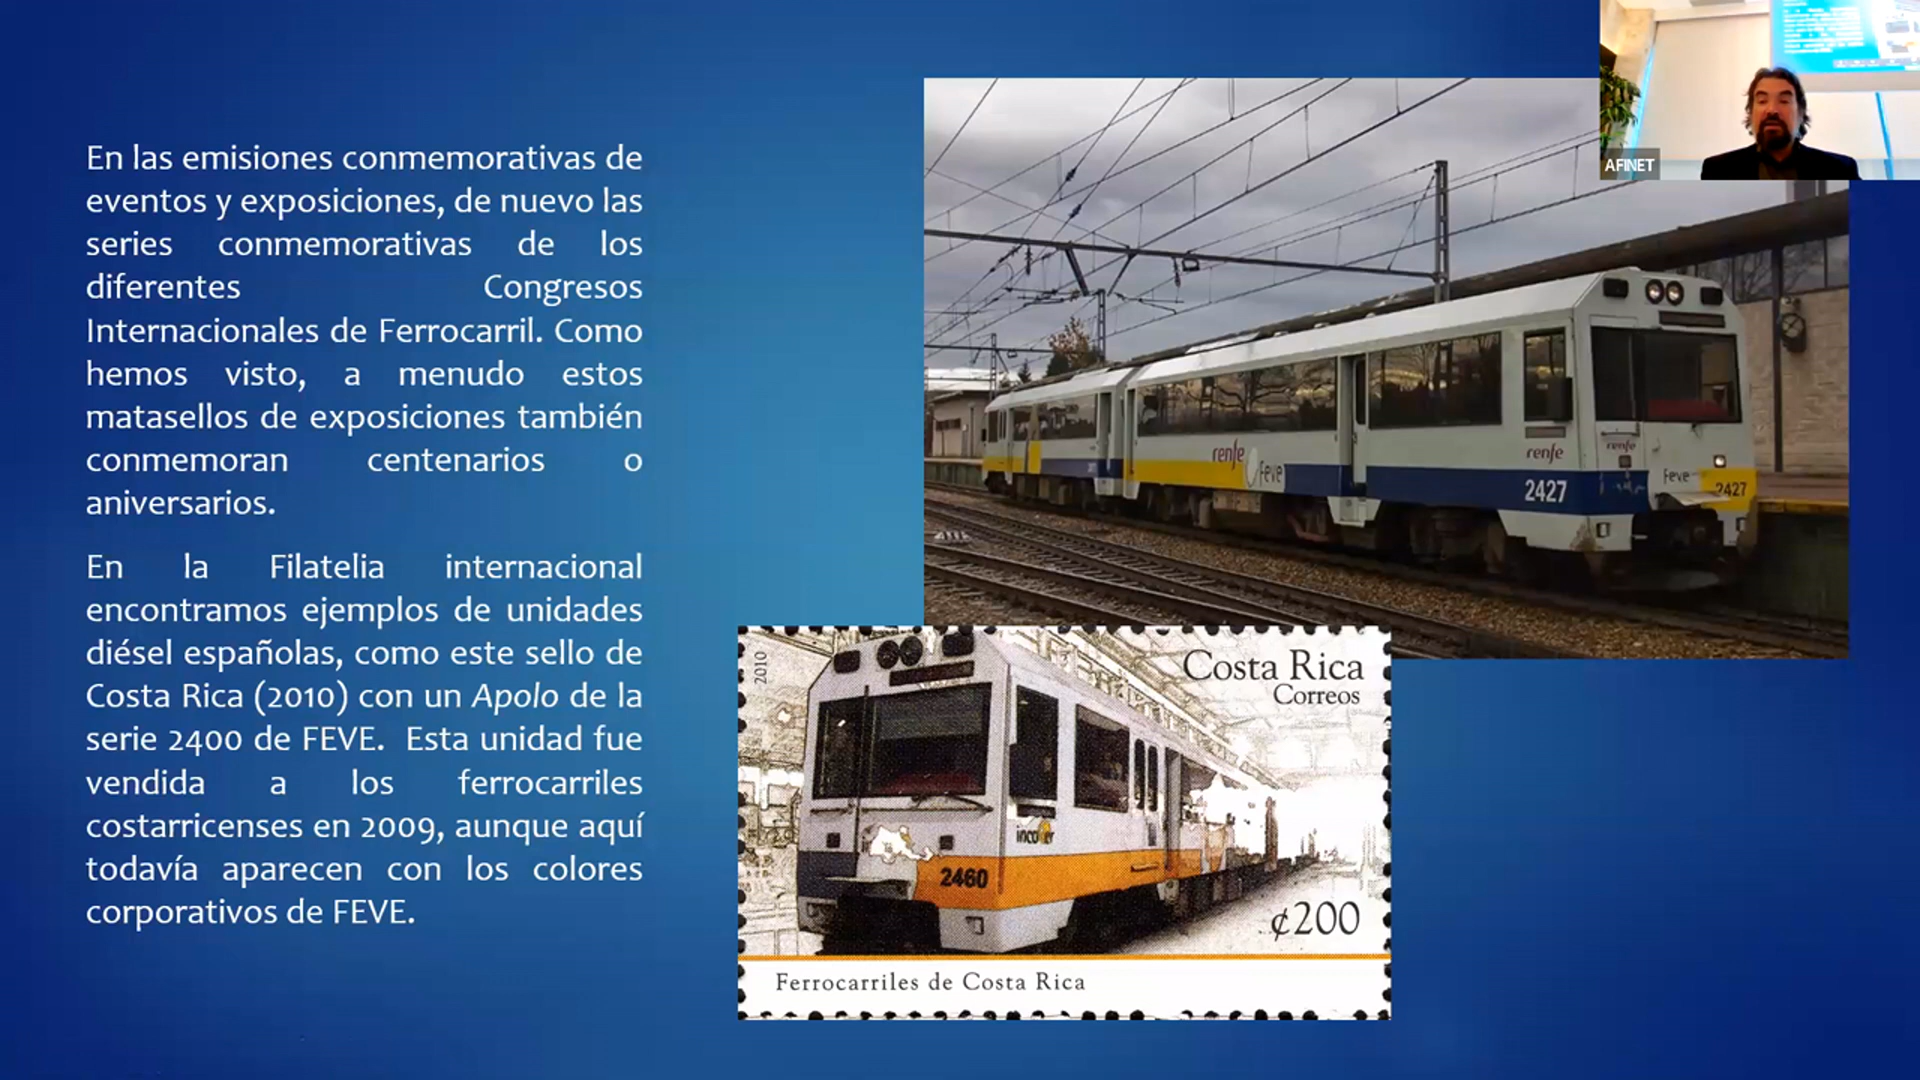 En las emisiones conmemorativas de
eventos y exposiciones, de nuevo las
series conmemorativas de los
diferentes Congresos
Internacionales de Ferrocarril. Como
hemos visto, a menudo estos
matasellos de exposiciones también
conmemoran centenarios o
aniversarios.
En la Filatelia internacional
encontramos ejemplos de unidades
diésel españolas, como este sello de
Costa Rica (2010) con un Apolo de la
serie 2400 de FEVE. Esta unidad fue
vendida a los ferrocarriles
costarricenses en 2009, aunque aquí
todavía aparecen con los colores
corporativos de FEVE.
AFINET
renfe
Feve
renfe
2427
renfe
Feve
2427
2010
Costa Rica
Correos
incofer
2460
¢200
Ferrocarriles de Costa Rica